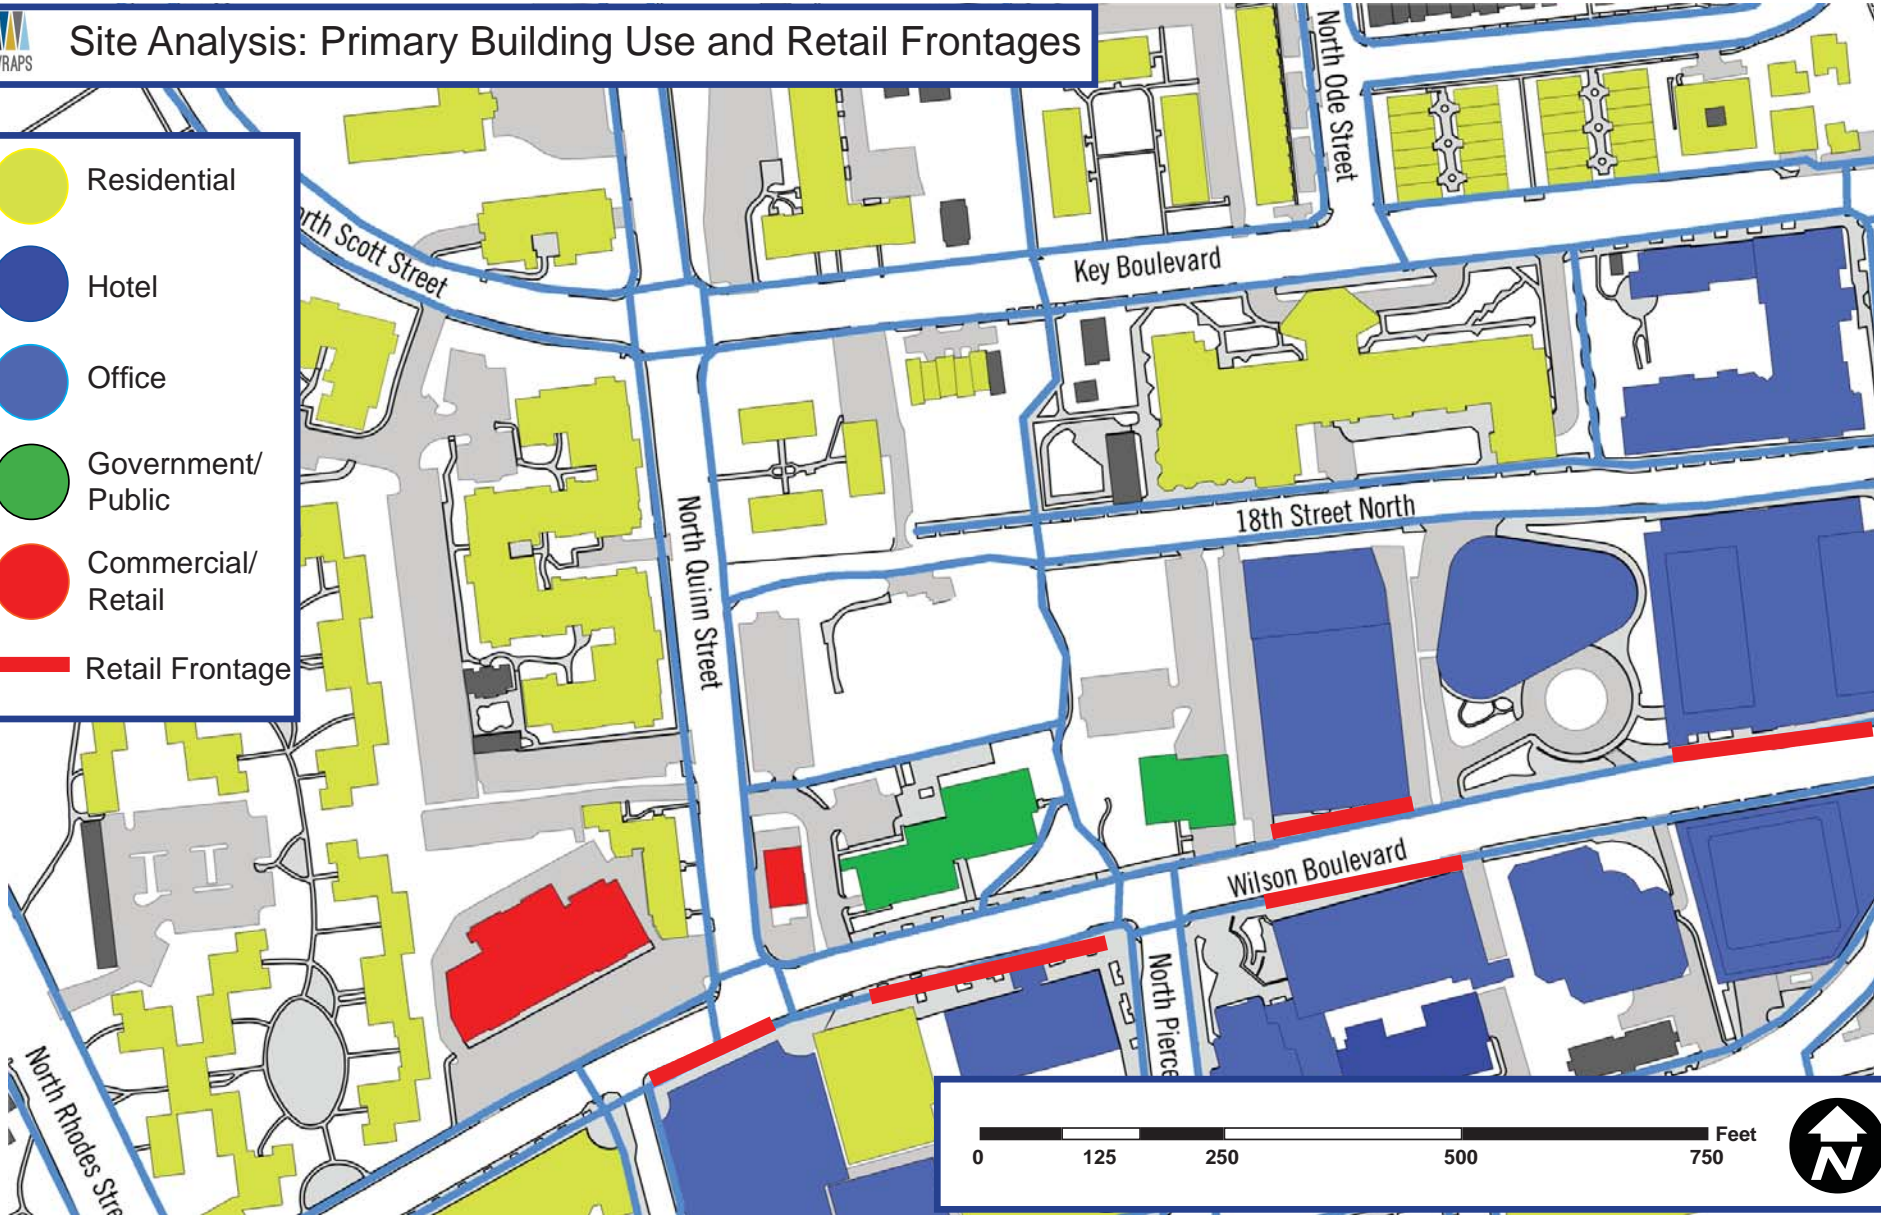 Site Analysis: Primary Building Use and Retail Frontages
Residential
Hotel
Office
Government/
Public
Commercial/
Retail
Retail Frontage
North Ode Street
orth Scott Street
Key Boulevard
18th Street North
North Quinn Street
Wilson Boulevard
North Pierce
North Rhodes Stre
Feet
0 125 250 500 750
N